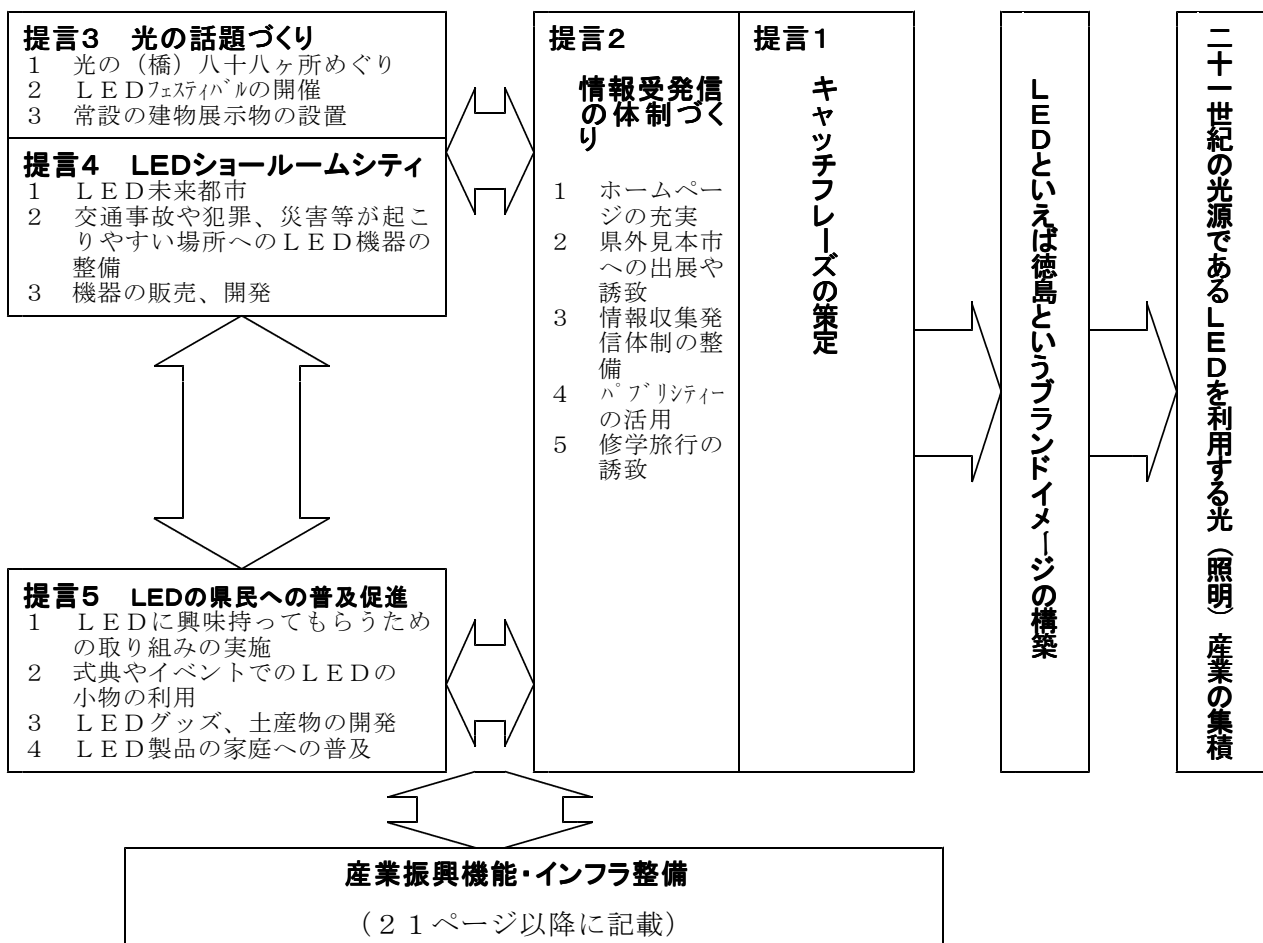 提言3　光の話題づくり
1　光の（橋）八十八ヶ所めぐり
2　ＬＥＤﾌｪｽﾃｨﾊﾞﾙの開催
3　常設の建物展示物の設置
提言4　LEDショールームシティ
1　ＬＥＤ未来都市
2　交通事故や犯罪、災害等が起こ
りやすい場所へのＬＥＤ機器の
整備
3　機器の販売、開発
提言5　LEDの県民への普及促進
1　ＬＥＤに興味持ってもらうため
の取り組みの実施
2　式典やイベントでのＬＥＤの
小物の利用
3　ＬＥＤグッズ、土産物の開発
4　ＬＥＤ製品の家庭への普及
提言2
情報受発信
の体制づく
り
1　ホームペー
ジの充実
2　県外見本市
への出展や
誘致
3　情報収集発
信体制の整
備
4　ﾊﾟﾌﾞﾘｼﾃｨｰ
の活用
5　修学旅行の
誘致
提言1
キャッチフレーズの策定
ＬＥＤといえば徳島というブランドイメージの構築
二十一世紀の光源であるＬＥＤを利用する光（照明）産業の集積
産業振興機能・インフラ整備
（２１ページ以降に記載）